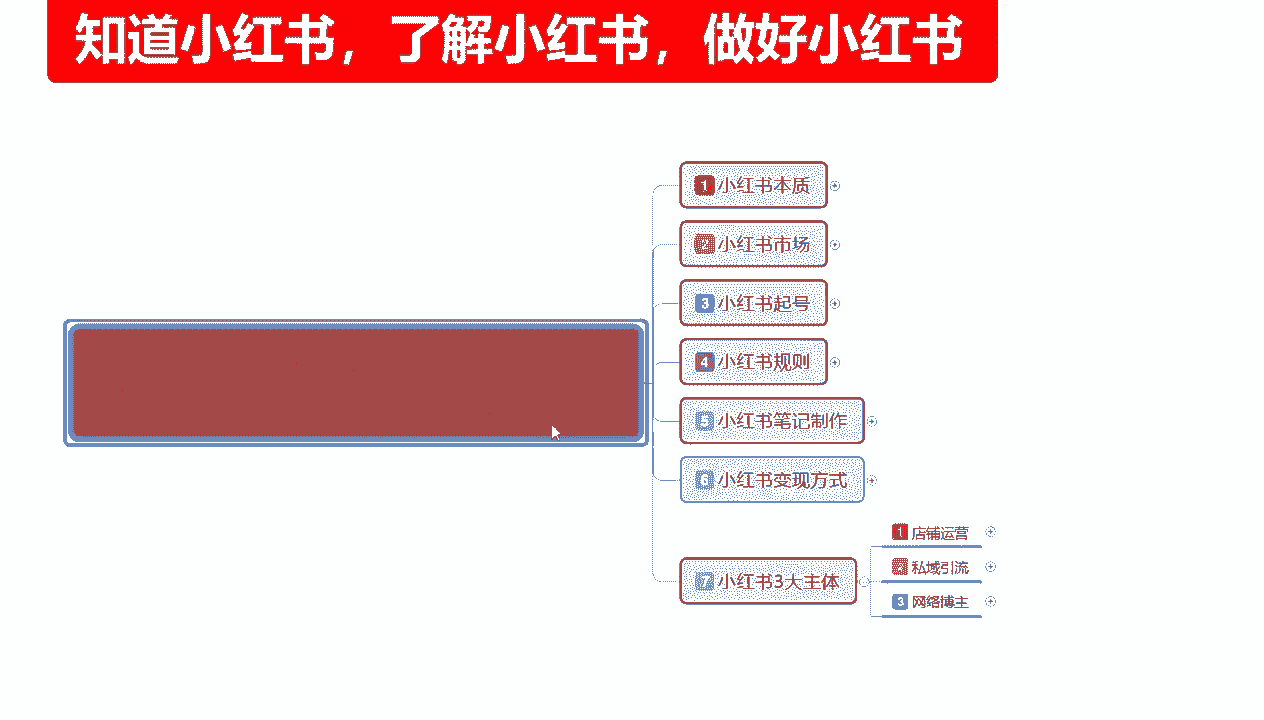 知道小红书，了解小红书，做好小红书
1 小红书本质
2 小红书市场
3 小红书起号
4 小红书规则
5 小红书笔记制作
6 小红书变现方式
7 小红书3大主体
1 店铺运营
2 私域引流
3 网络博主